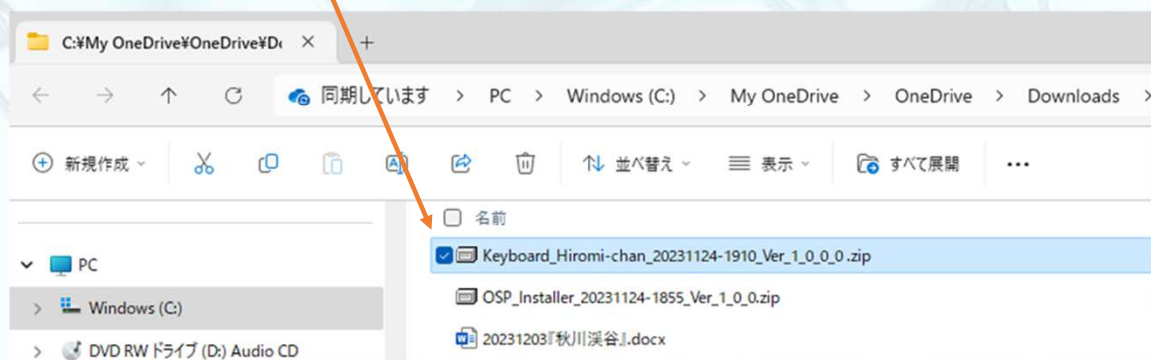 C:¥My OneDrive¥OneDrive¥D
同期しています > PC > Windows (C:) > My OneDrive > OneDrive > Downloads >
新規作成 並べ替え 表示 すべて展開 ...
名前
PC
Keyboard_Hiromi-chan_20231124-1910_Ver_1_0_0_0 .zip
Windows (C:)
OSP_Installer_20231124-1855_Ver_1_0_0.zip
DVD RW ドライブ (D:) Audio CD
20231203『秋川渓谷』.docx